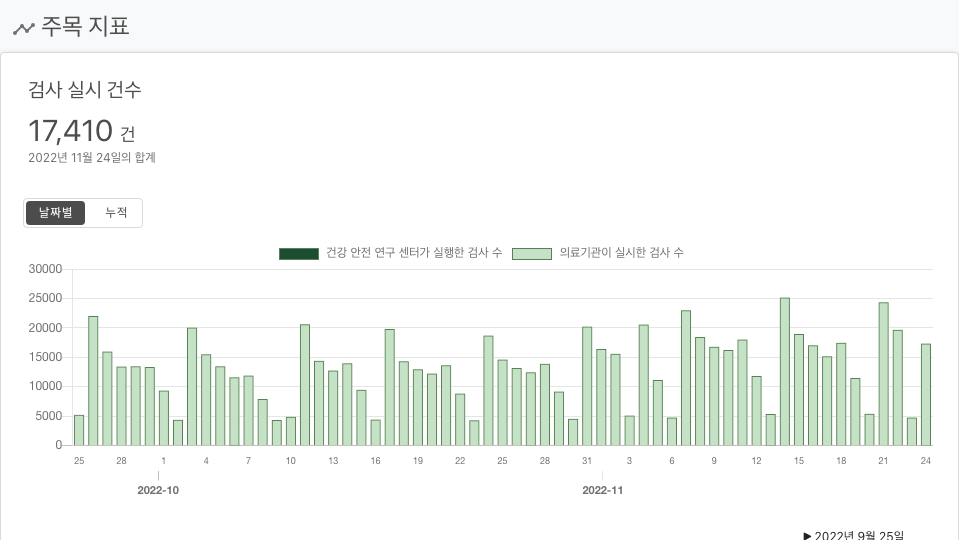 주목 지표
검사 실시 건수
17,410 건
2022년 11월 24일의 합계
날짜별 누적
건강 안전 연구 센터가 실행한 검사 수 의료기관이 실시한 검사 수
30000
25000
20000
15000
10000
5000
0
25 28 1 4 7 10 13 16 19 22 25 28 31 3 6 9 12 15 18 21 24
2022-10 2022-11
▶ 2022년 9월 25일